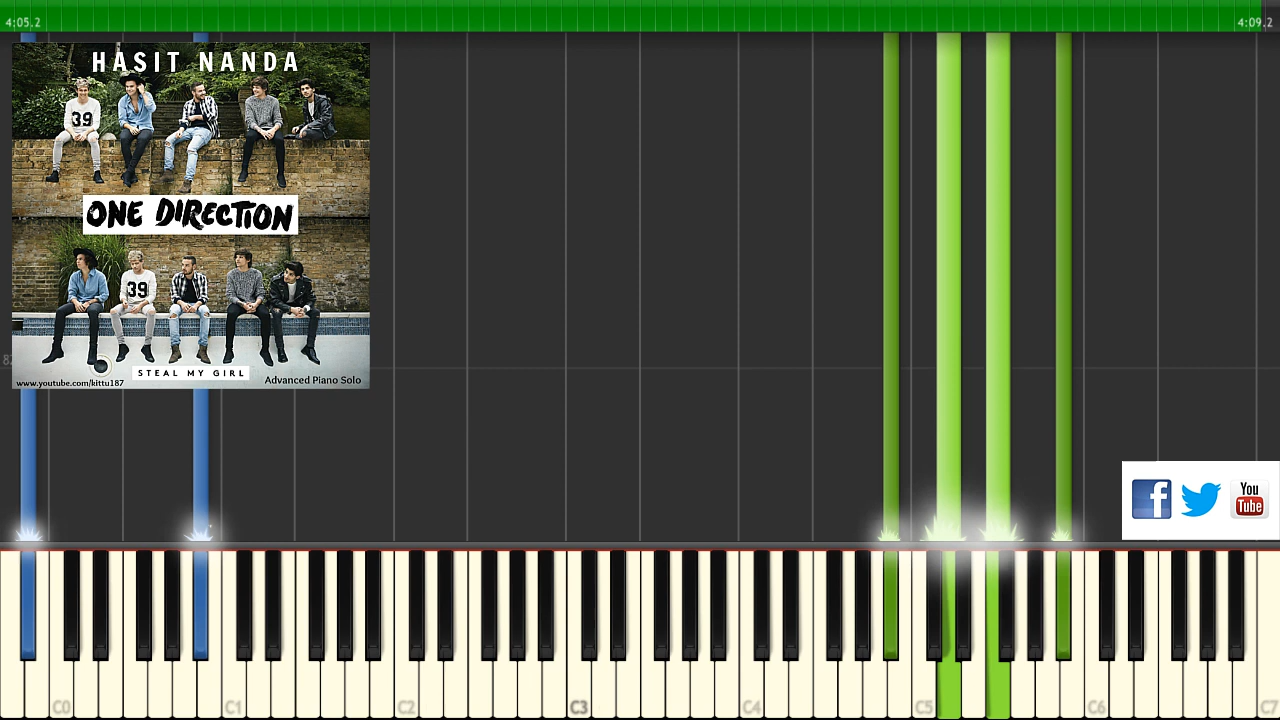 4:05.2
4:09.2
HASIT NANDA
39
ONE DIRECTION
39
STEAL MY GIRL
www.youtube.com/kittu187
Advanced Piano Solo
f
You
Tube
C0 C1 C2 C3 C4 C5 C6 C7